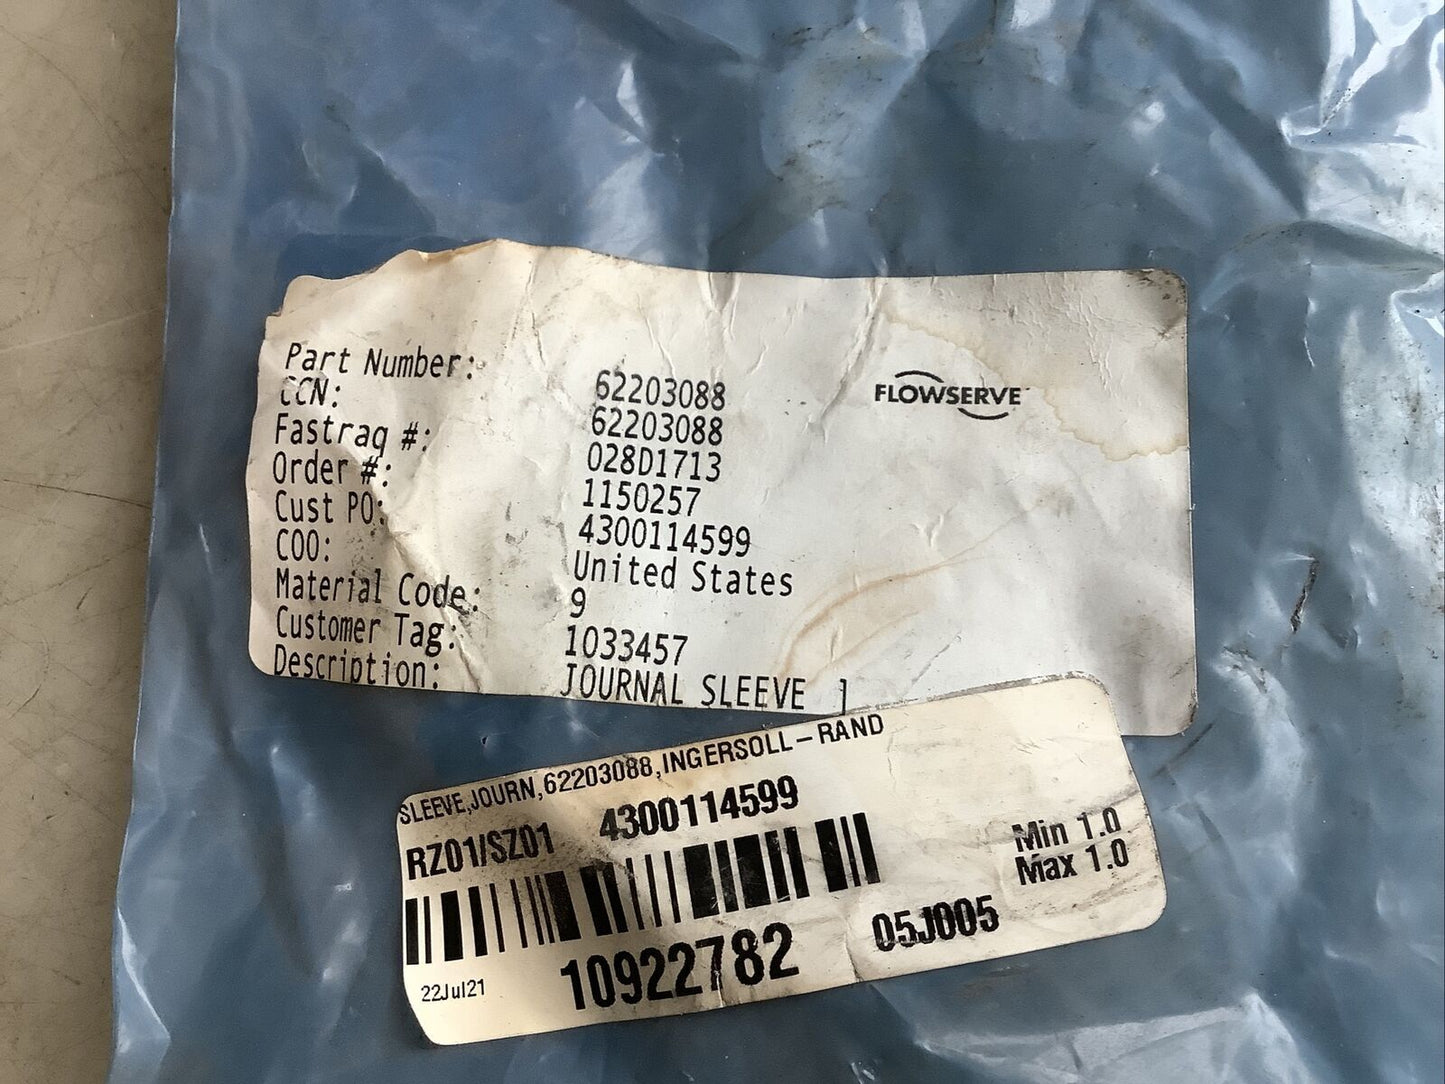 Part Number: 62203088
CCN: 62203088
Fastraq #: 028D1713
Order #: 1150257
Cust PO: 4300114599
COO: United States
Material Code: 9
Customer Tag: 1033457
Description: JOURNAL SLEEVE ]
FLOWSERVE
SLEEVE,JOURN,62203088,INGERSOLL-RAND
RZ01/SZ01 4300114599
Min 1.0
Max 1.0
05J005
22Jul21 10922782